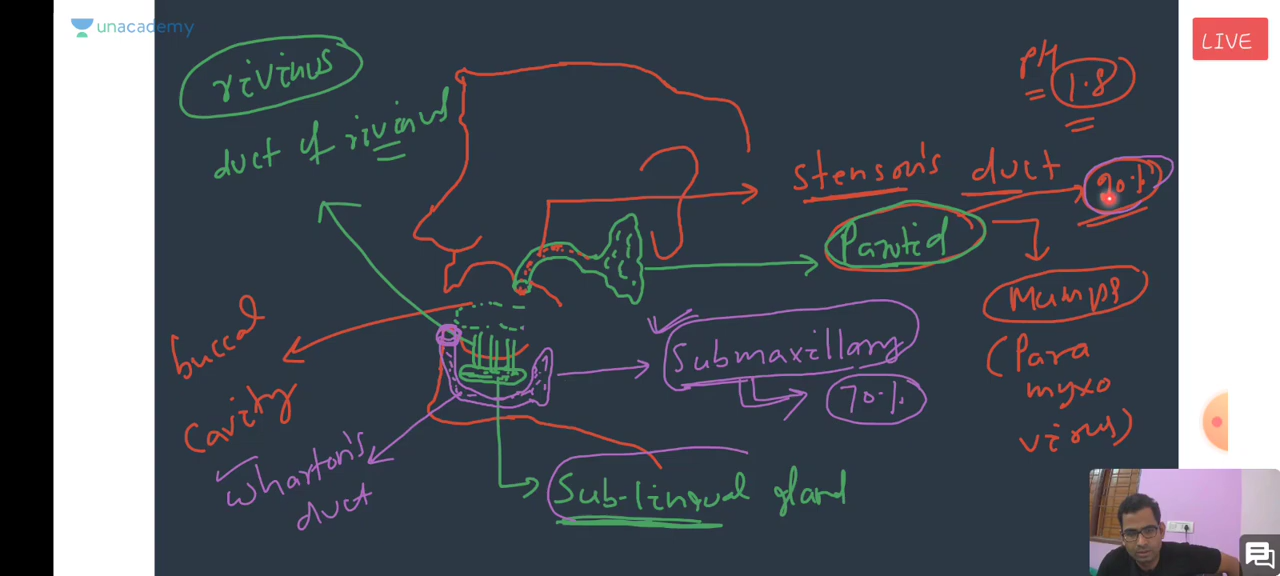 unacademy
LIVE
rivinus
duct of rivinus
pH
1.8
Stenson's duct
90%
Parotid
Mumps
(Para
myxo
virus)
buccal
Cavity
Submaxillary
70%
Wharton's
duct
Sub-lingual gland